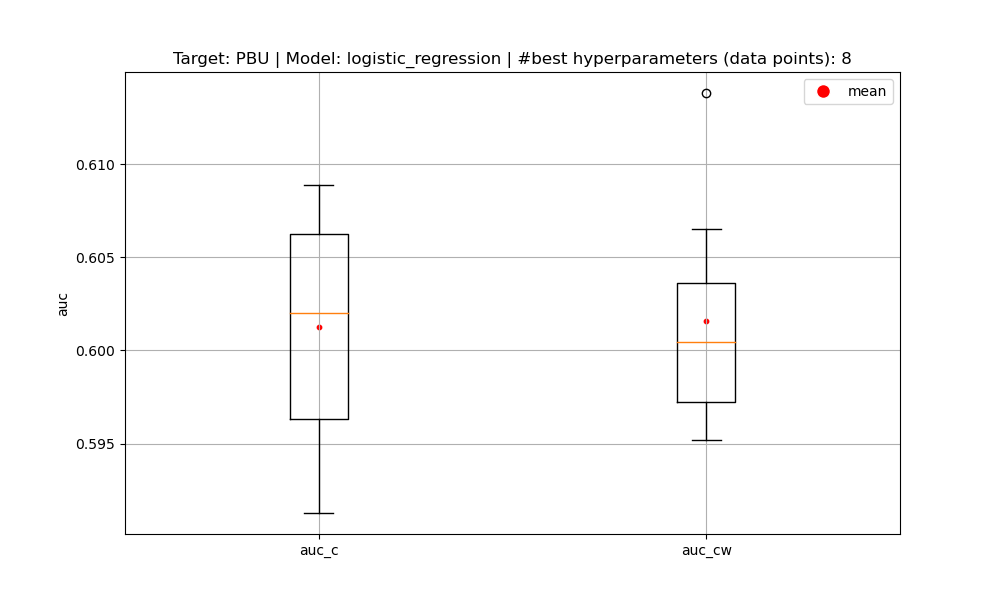 Target: PBU | Model: logistic_regression | #best hyperparameters (data points): 8
mean
0.610
0.605
0.600
0.595
auc
auc_c
auc_cw